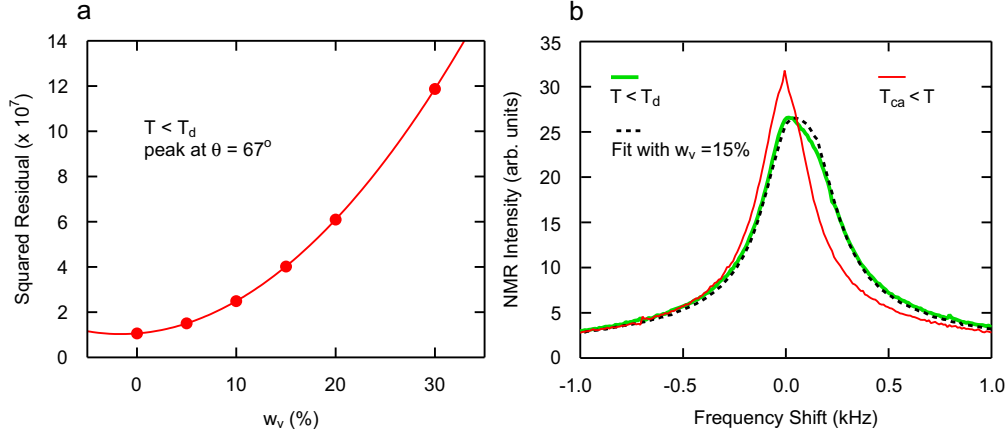 a
Squared Residual (x 10⁷)
14
12
10
8
6
4
2
0
T < T_d
peak at θ = 67°
0
10
20
30
w_v (%)
b
NMR Intensity (arb. units)
35
30
25
20
15
10
5
0
T < T_d
Fit with w_v =15%
T_ca < T
-1.0
-0.5
0.0
0.5
1.0
Frequency Shift (kHz)